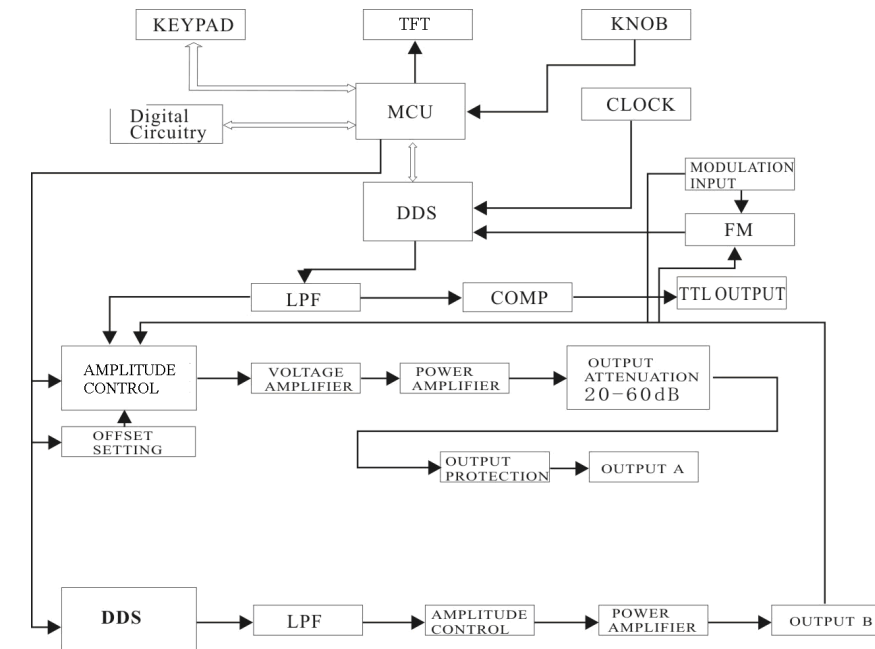 KEYPAD
TFT
KNOB
MCU
CLOCK
Digital
Circuitry
MODULATION
INPUT
DDS
FM
LPF
COMP
TTL OUTPUT
AMPLITUDE
CONTROL
VOLTAGE
AMPLIFIER
POWER
AMPLIFIER
OUTPUT
ATTENUATION
20-60dB
OFFSET
SETTING
OUTPUT
PROTECTION
OUTPUT A
DDS
LPF
AMPLITUDE
CONTROL
POWER
AMPLIFIER
OUTPUT B